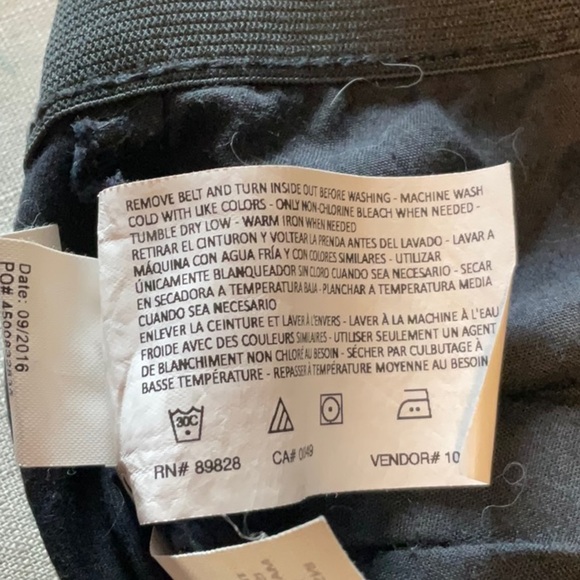 REMOVE BELT AND TURN INSIDE OUT BEFORE WASHING - MACHINE WASH
COLD WITH LIKE COLORS - ONLY NON-CHLORINE BLEACH WHEN NEEDED -
TUMBLE DRY LOW - WARM IRON WHEN NEEDED
RETIRAR EL CINTURON Y VOLTEAR LA PRENDA ANTES DEL LAVADO - LAVAR A
MÁQUINA CON AGUA FRÍA Y CON COLORES SIMILARES - UTILIZAR
ÚNICAMENTE BLANQUEADOR SIN CLORO CUANDO SEA NECESARIO - SECAR
EN SECADORA A TEMPERATURA BAJA - PLANCHAR A TEMPERATURA MEDIA
CUANDO SEA NECESARIO
ENLEVER LA CEINTURE ET LAVER À L'ENVERS - LAVER À LA MACHINE À L'EAU
FROIDE AVEC DES COULEURS SIMILAIRES - UTILISER SEULEMENT UN AGENT
DE BLANCHIMENT NON CHLORÉ AU BESOIN - SÉCHER PAR CULBUTAGE À
BASSE TEMPÉRATURE - REPASSER À TEMPÉRATURE MOYENNE AU BESOIN
30C
RN# 89828 CA# 0149 VENDOR# 10
Date: 09/2016
PO#